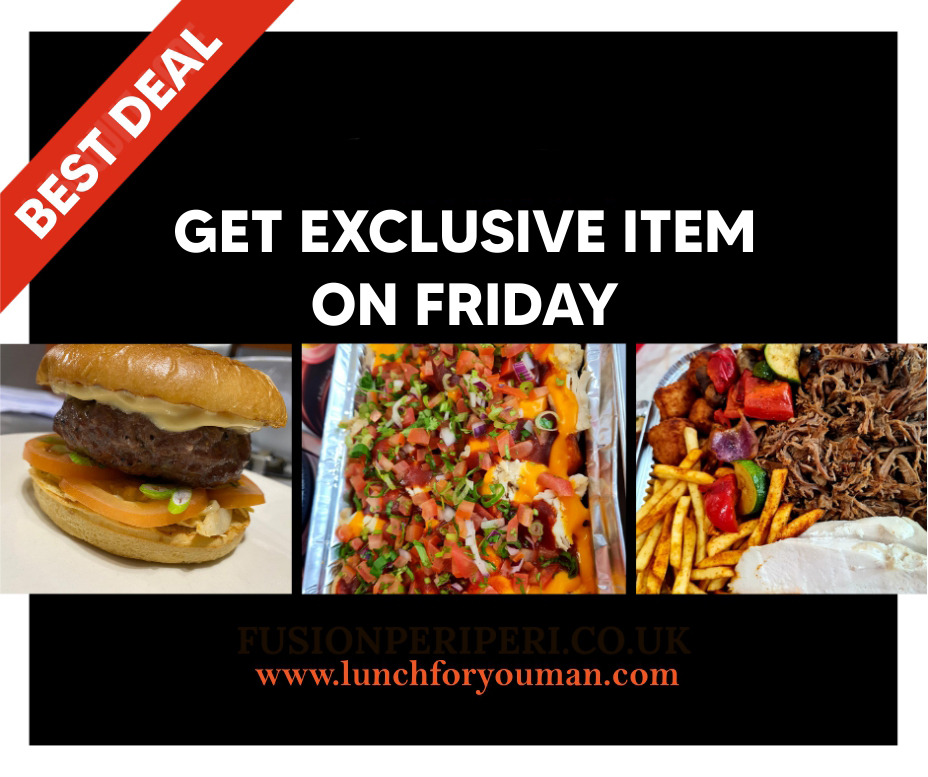 BEST DEAL
GET EXCLUSIVE ITEM
ON FRIDAY
FUSIONPERIPERI.CO.UK
www.lunchforyouman.com